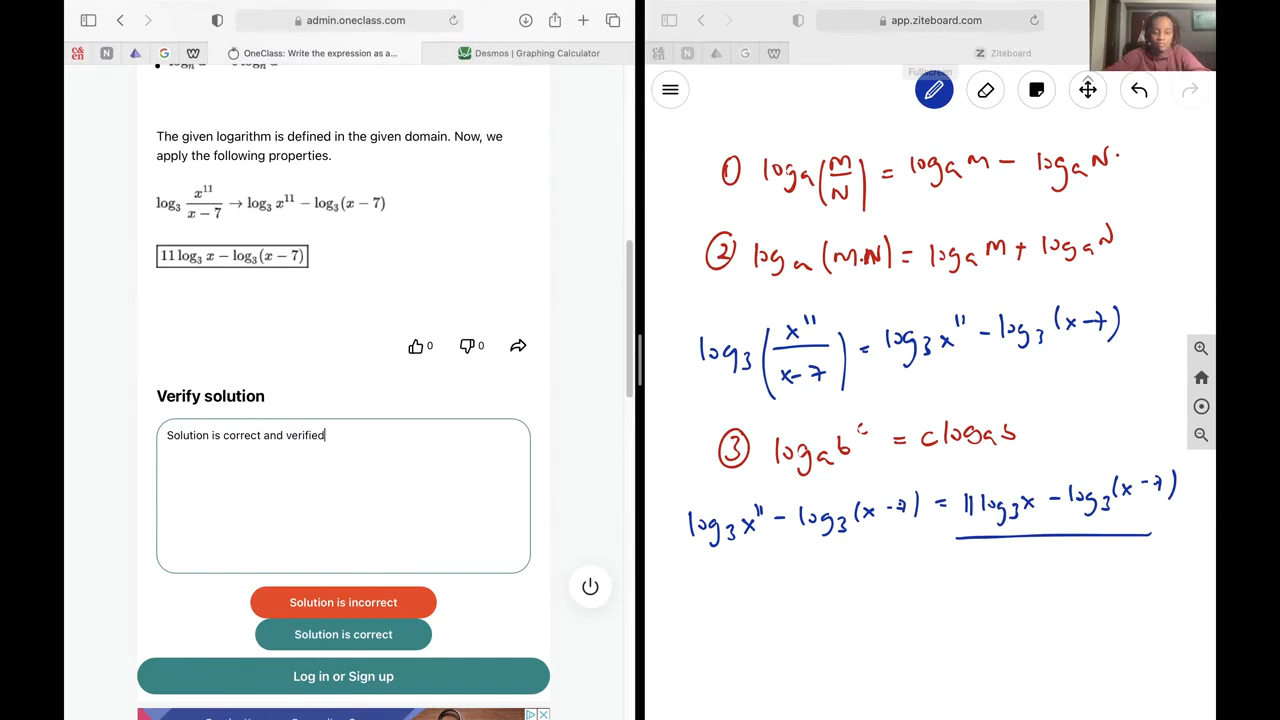 admin.oneclass.com
OneClass: Write the expression as a...
Desmos | Graphing Calculator
The given logarithm is defined in the given domain. Now, we
apply the following properties.
log₃ x¹¹/(x − 7) → log₃ x¹¹ − log₃(x − 7)
11 log₃ x − log₃(x − 7)
0
0
Verify solution
Solution is correct and verified
Solution is incorrect
Solution is correct
Log in or Sign up
app.ziteboard.com
Ziteboard
Fullscreen
① logₐ(M/N) = logₐM − logₐN.
② logₐ(M·N) = logₐM + logₐN
log₃(x¹¹/(x−7)) = log₃x¹¹ − log₃(x−7)
③ logₐbᶜ = c logₐb
log₃x¹¹ − log₃(x−7) = 11 log₃x − log₃(x−7)